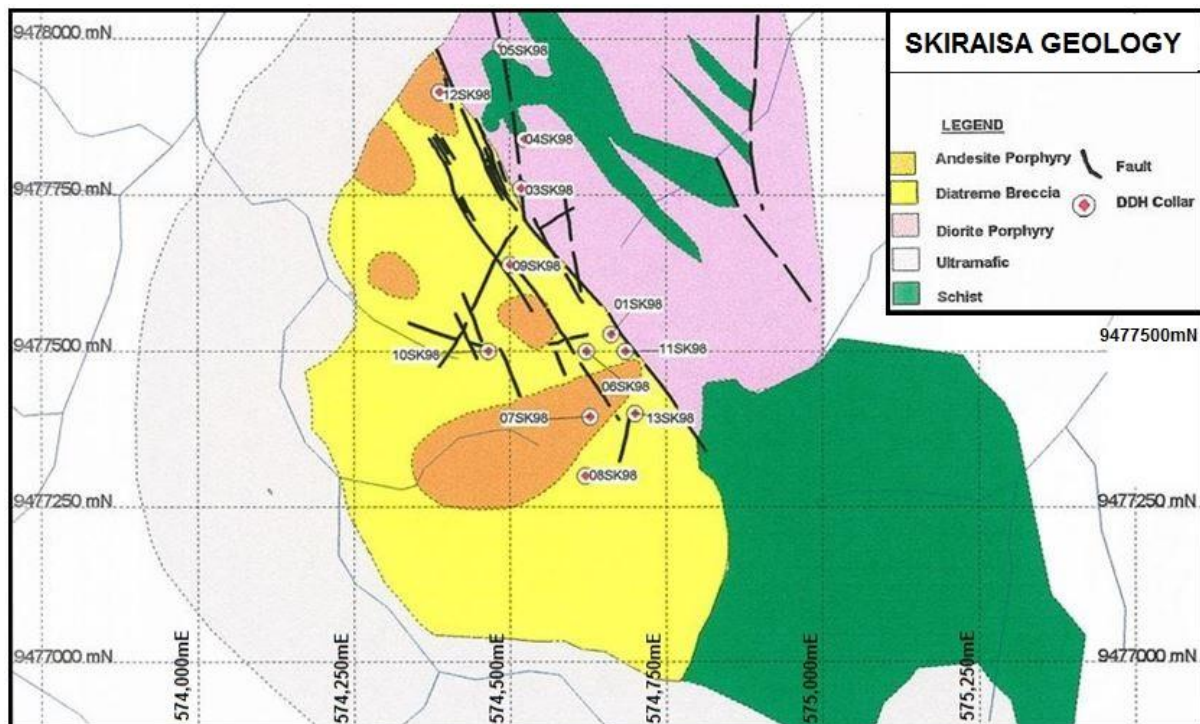 9478000 mN
SKIRAISA GEOLOGY
05SK98
12SK98
LEGEND
04SK98
Andesite Porphyry
Fault
9477750 mN
03SK98
Diatreme Breccia
DDH Collar
Diorite Porphyry
09SK98
Ultramafic
Schist
01SK98
9477500 mN
9477500mN
10SK98
11SK98
06SK98
07SK98
13SK98
08SK98
9477250 mN
9477250 mN
9477000 mN
9477000 mN
574,000mE
574,250mE
574,500mE
574,750mE
575,000mE
575,250mE